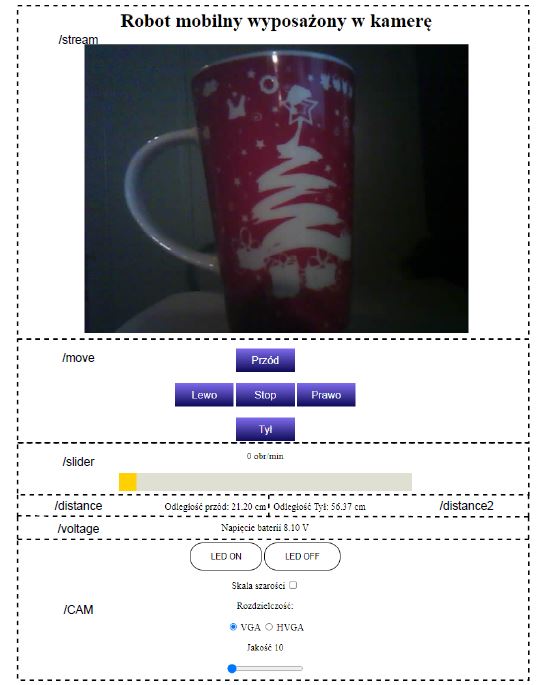 Robot mobilny wyposażony w kamerę
/stream
/move
Przód
Lewo Stop Prawo
Tył
/slider
0 obr/min
/distance Odległość przód: 21.20 cm Odległość Tył: 56.37 cm /distance2
/voltage Napięcie baterii 8.10 V
LED ON LED OFF
Skala szarości
/CAM
Rozdzielczość:
VGA HVGA
Jakość 10